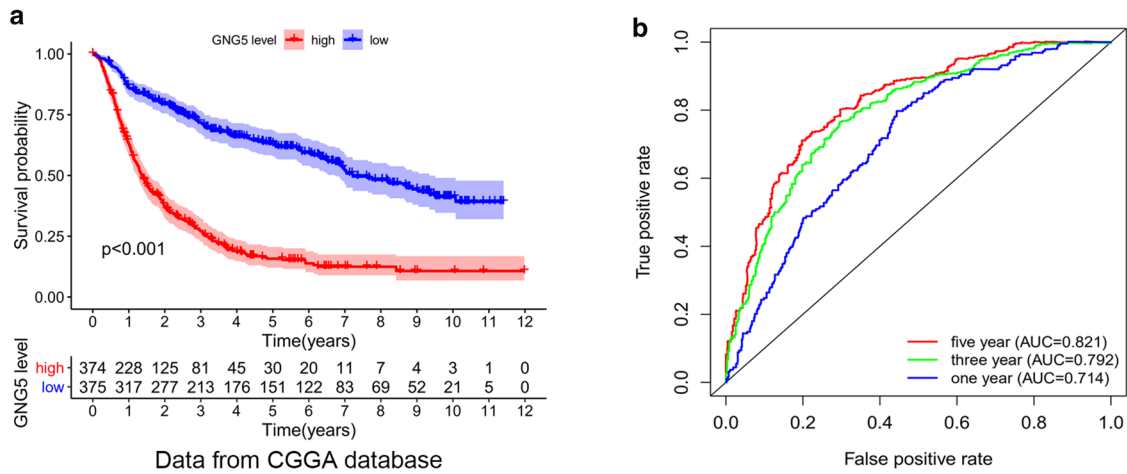 a
GNG5 level high low
1.00
0.75
0.50
0.25
0.00
Survival probability
p<0.001
0 1 2 3 4 5 6 7 8 9 10 11 12
Time(years)
GNG5 level
high 374 228 125 81 45 30 20 11 7 4 3 1 0
low 375 317 277 213 176 151 122 83 69 52 21 5 0
0 1 2 3 4 5 6 7 8 9 10 11 12
Time(years)
Data from CGGA database
b
1.0
0.8
0.6
0.4
0.2
0.0
True positive rate
five year (AUC=0.821)
three year (AUC=0.792)
one year (AUC=0.714)
0.0 0.2 0.4 0.6 0.8 1.0
False positive rate